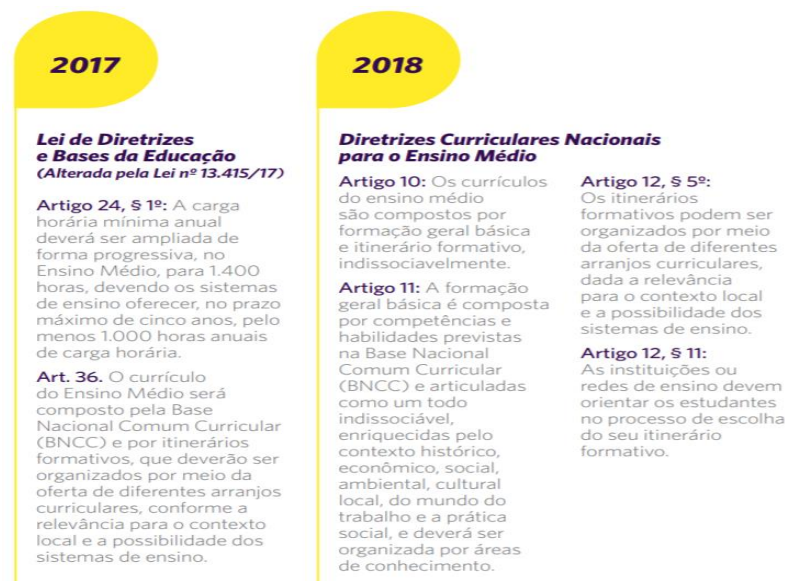 2017
Lei de Diretrizes
e Bases da Educação
(Alterada pela Lei nº 13.415/17)
Artigo 24, § 1º: A carga
horária mínima anual
deverá ser ampliada de
forma progressiva, no
Ensino Médio, para 1.400
horas, devendo os sistemas
de ensino oferecer, no prazo
máximo de cinco anos, pelo
menos 1.000 horas anuais
de carga horária.
Art. 36. O currículo
do Ensino Médio será
composto pela Base
Nacional Comum Curricular
(BNCC) e por itinerários
formativos, que deverão ser
organizados por meio da
oferta de diferentes arranjos
curriculares, conforme a
relevância para o contexto
local e a possibilidade dos
sistemas de ensino.
2018
Diretrizes Curriculares Nacionais
para o Ensino Médio
Artigo 10: Os currículos
do ensino médio
são compostos por
formação geral básica
e itinerário formativo,
indissociavelmente.
Artigo 11: A formação
geral básica é composta
por competências e
habilidades previstas
na Base Nacional
Comum Curricular
(BNCC) e articuladas
como um todo
indissociável,
enriquecidas pelo
contexto histórico,
econômico, social,
ambiental, cultural
local, do mundo do
trabalho e a prática
social, e deverá ser
organizada por áreas
de conhecimento.
Artigo 12, § 5º:
Os itinerários
formativos podem ser
organizados por meio
da oferta de diferentes
arranjos curriculares,
dada a relevância
para o contexto local
e a possibilidade dos
sistemas de ensino.
Artigo 12, § 11:
As instituições ou
redes de ensino devem
orientar os estudantes
no processo de escolha
do seu itinerário
formativo.